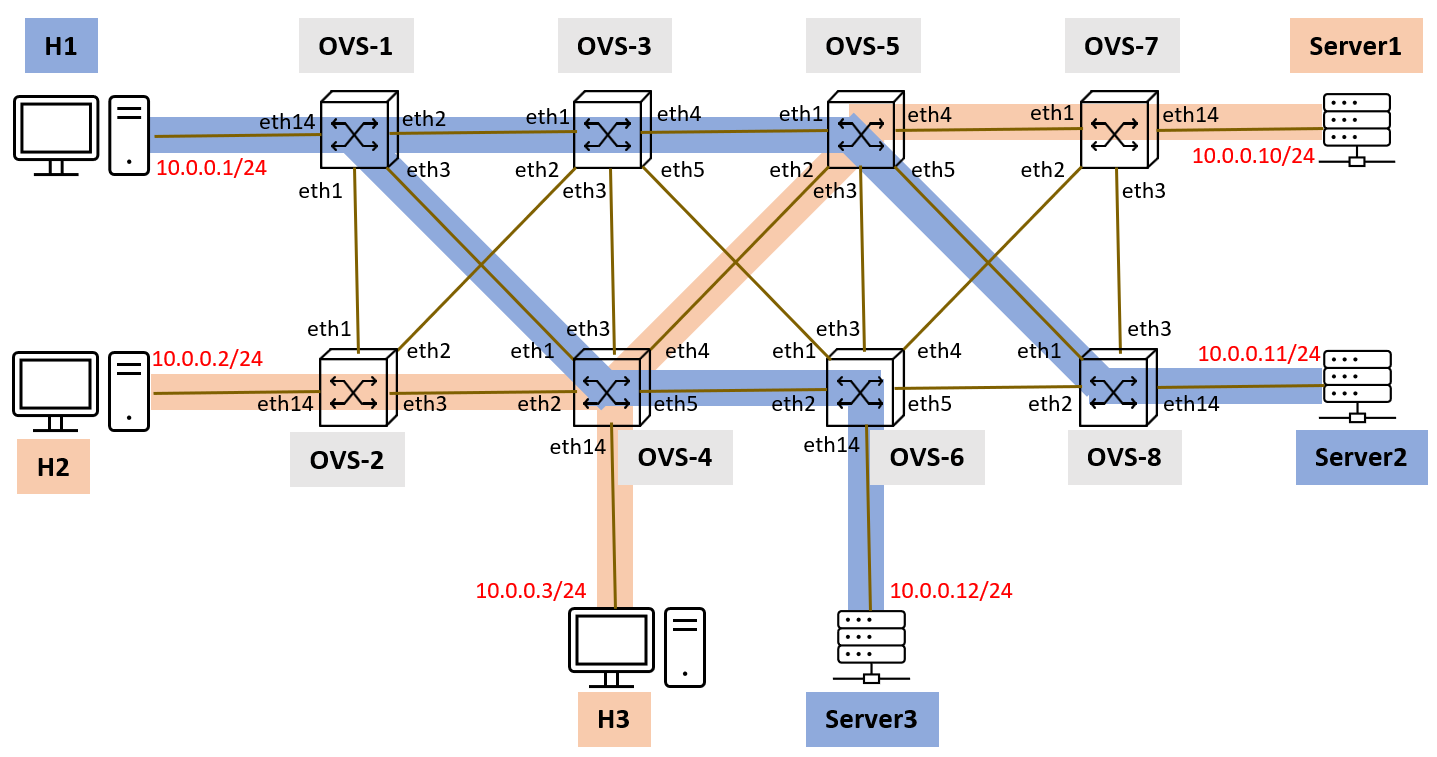 H1
OVS-1
OVS-3
OVS-5
OVS-7
Server1
eth14
eth2
eth1
eth4
eth1
eth4
eth1
eth14
10.0.0.1/24
eth1
eth3
eth2
eth3
eth5
eth2
eth3
eth5
eth2
eth3
10.0.0.10/24
eth1
eth2
eth3
eth1
eth4
eth3
eth1
eth4
eth3
eth1
10.0.0.2/24
10.0.0.11/24
eth14
eth3
eth2
eth5
eth2
eth5
eth2
eth14
H2
OVS-2
eth14
OVS-4
eth14
OVS-6
OVS-8
Server2
10.0.0.3/24
10.0.0.12/24
H3
Server3